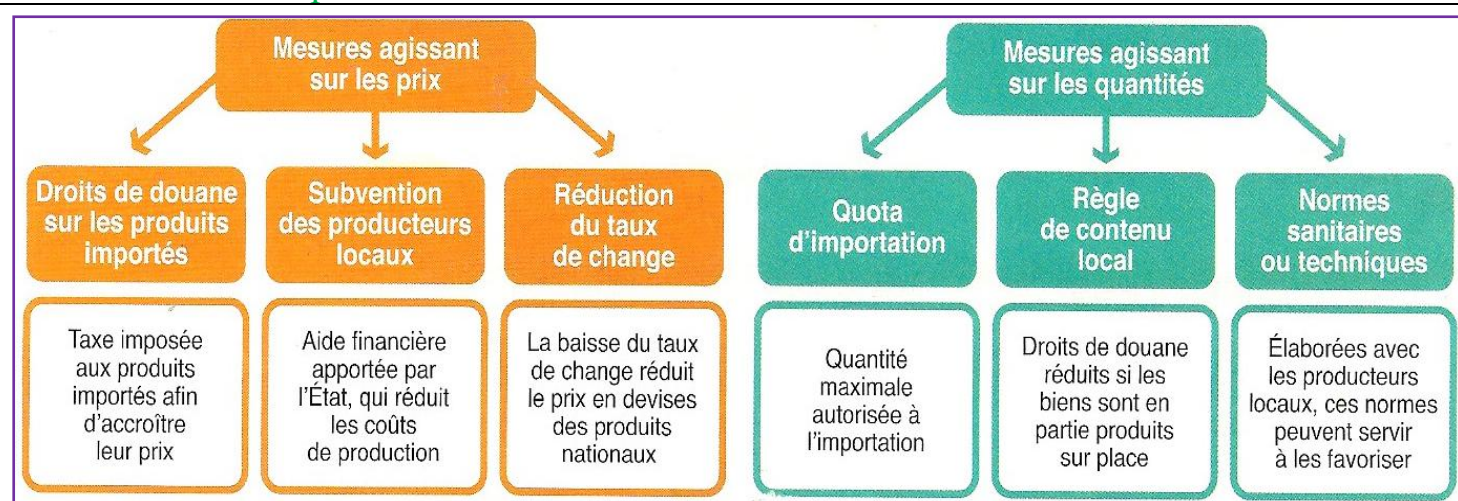 Mesures agissant
sur les prix
Mesures agissant
sur les quantités
Droits de douane
sur les produits
importés
Subvention
des producteurs
locaux
Réduction
du taux
de change
Quota
d'importation
Règle
de contenu
local
Normes
sanitaires
ou techniques
Taxe imposée
aux produits
importés afin
d'accroître
leur prix
Aide financière
apportée par
l'État, qui réduit
les coûts
de production
La baisse du taux
de change réduit
le prix en devises
des produits
nationaux
Quantité
maximale
autorisée à
l'importation
Droits de douane
réduits si les
biens sont en
partie produits
sur place
Élaborées avec
les producteurs
locaux, ces normes
peuvent servir
à les favoriser